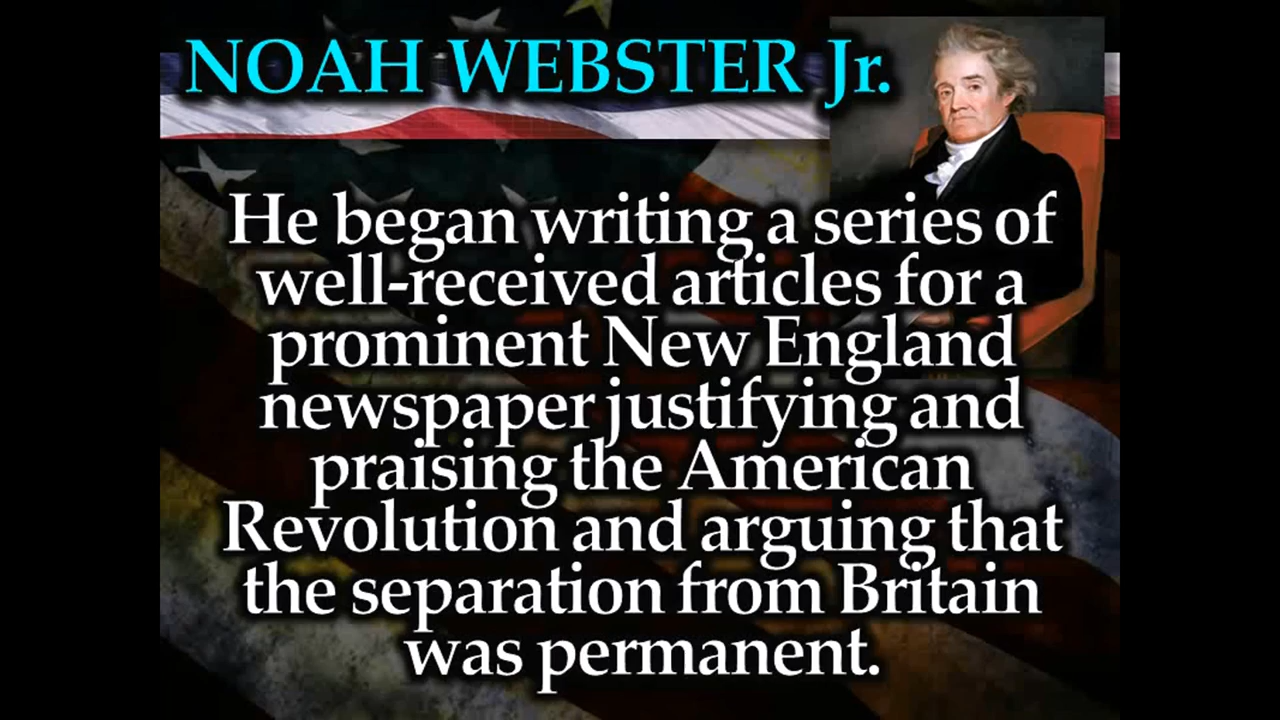 NOAH WEBSTER Jr.
He began writing a series of
well-received articles for a
prominent New England
newspaper justifying and
praising the American
Revolution and arguing that
the separation from Britain
was permanent.